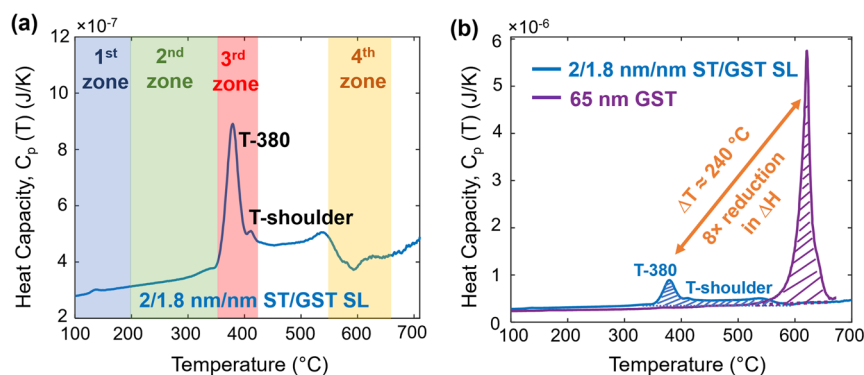 (a)
×10⁻⁷
12
10
8
6
4
2
Heat Capacity, Cₚ (T) (J/K)
1ˢᵗ
zone
2ⁿᵈ
zone
3ʳᵈ
zone
4ᵗʰ
zone
T-380
T-shoulder
2/1.8 nm/nm ST/GST SL
100 200 300 400 500 600 700
Temperature (°C)
(b)
×10⁻⁶
6
5
4
3
2
1
0
Heat Capacity, Cₚ (T) (J/K)
2/1.8 nm/nm ST/GST SL
65 nm GST
ΔT ≈ 240 °C
8× reduction
in ΔH
T-380
T-shoulder
100 200 300 400 500 600 700
Temperature (°C)